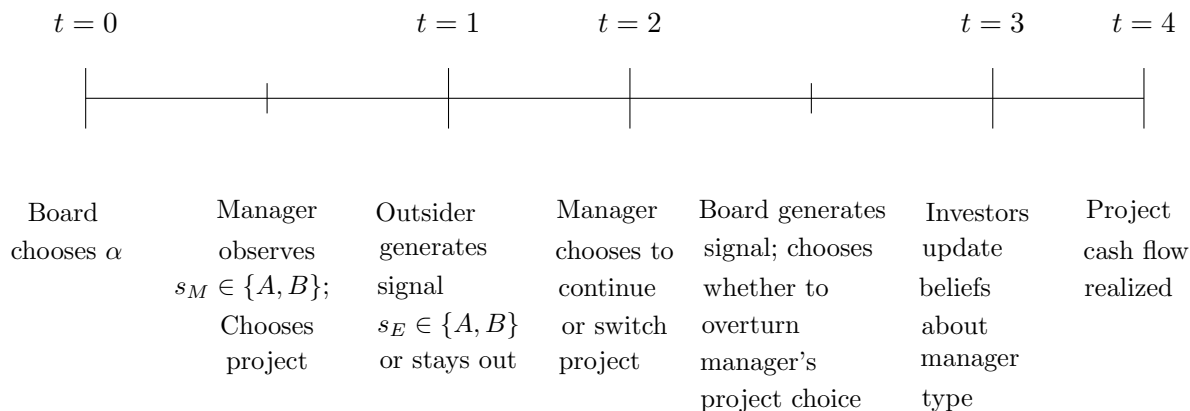 t = 0
t = 1
t = 2
t = 3
t = 4
Board
chooses α
Manager
observes
s_M ∈ {A, B};
Chooses
project
Outsider
generates
signal
s_E ∈ {A, B}
or stays out
Manager
chooses to
continue
or switch
project
Board generates
signal; chooses
whether to
overturn
manager's
project choice
Investors
update
beliefs
about
manager
type
Project
cash flow
realized